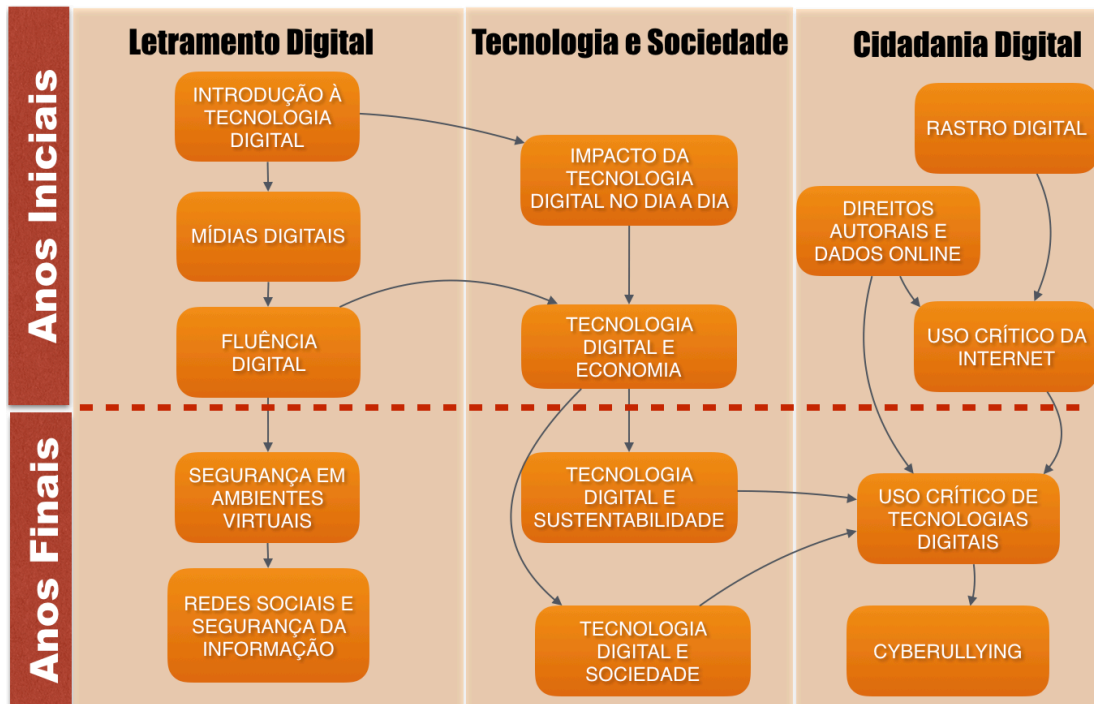 Anos Iniciais
Letramento Digital
INTRODUÇÃO À
TECNOLOGIA
DIGITAL
MÍDIAS DIGITAIS
FLUÊNCIA
DIGITAL
Tecnologia e Sociedade
IMPACTO DA
TECNOLOGIA
DIGITAL NO DIA A DIA
TECNOLOGIA
DIGITAL E
ECONOMIA
Cidadania Digital
RASTRO DIGITAL
DIREITOS
AUTORAIS E
DADOS ONLINE
USO CRÍTICO DA
INTERNET
Anos Finais
SEGURANÇA EM
AMBIENTES
VIRTUAIS
REDES SOCIAIS E
SEGURANÇA DA
INFORMAÇÃO
TECNOLOGIA
DIGITAL E
SUSTENTABILIDADE
TECNOLOGIA
DIGITAL E
SOCIEDADE
USO CRÍTICO DE
TECNOLOGIAS
DIGITAIS
CYBERULLYING